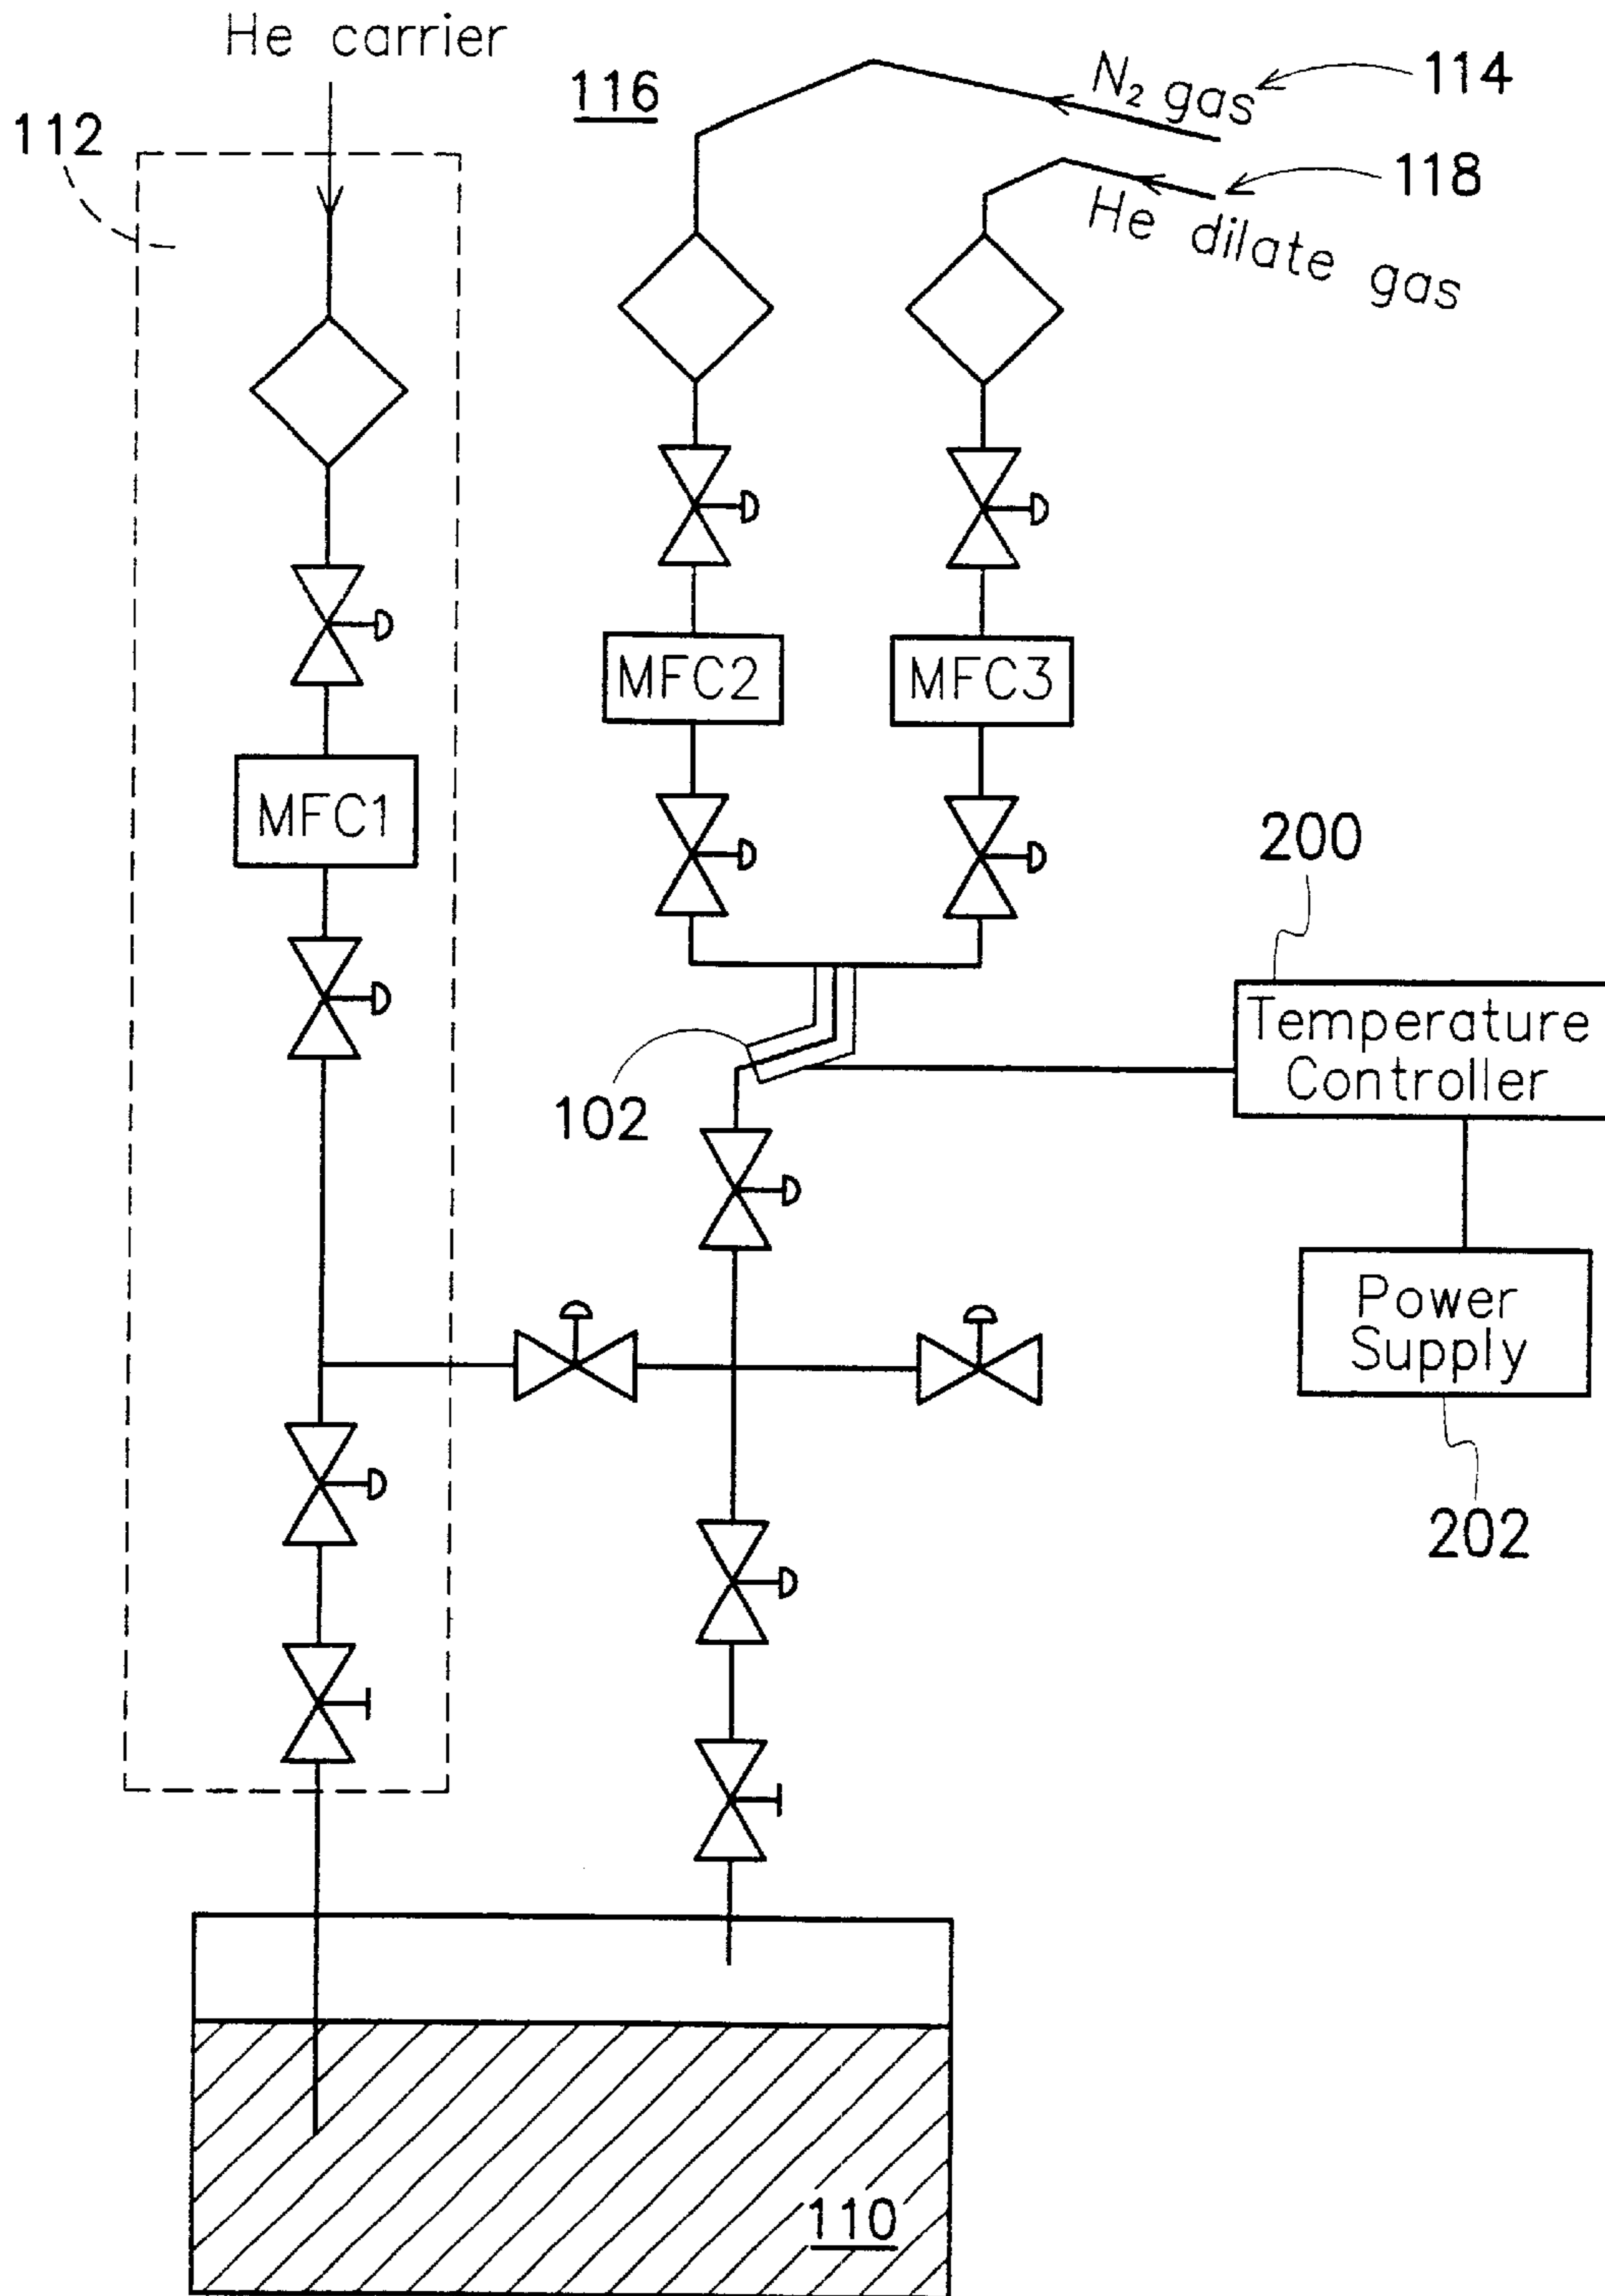 He carrier
116
N₂ gas
114
112
118
He dilate gas
MFC2
MFC3
MFC1
200
Temperature
Controller
102
Power
Supply
202
110